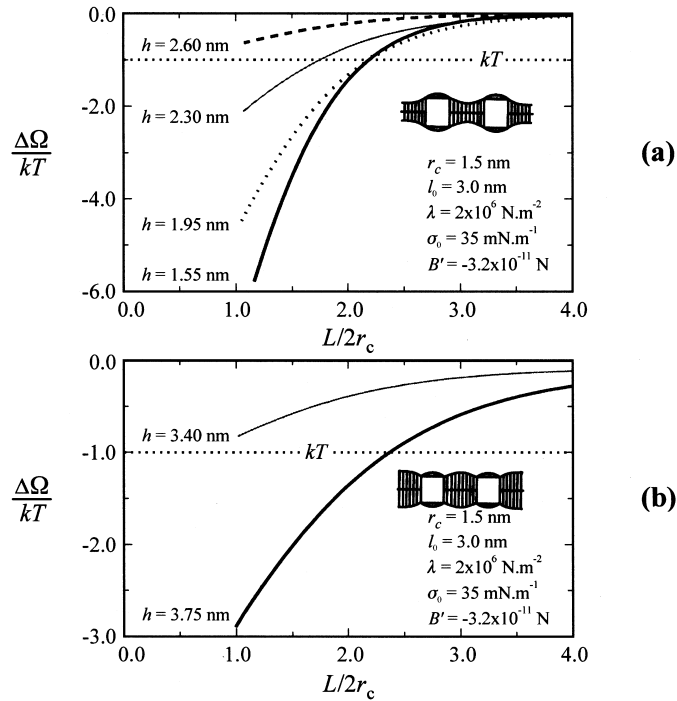 0.0
h = 2.60 nm
kT
-2.0
h = 2.30 nm
ΔΩ
kT
(a)
r_c = 1.5 nm
l_0 = 3.0 nm
λ = 2x10^6 N.m^-2
σ_0 = 35 mN.m^-1
B′ = -3.2x10^-11 N
-4.0
h = 1.95 nm
h = 1.55 nm
-6.0
0.0 1.0 2.0 3.0 4.0
L/2r_c
0.0
h = 3.40 nm
-1.0
kT
ΔΩ
kT
(b)
r_c = 1.5 nm
l_0 = 3.0 nm
λ = 2x10^6 N.m^-2
σ_0 = 35 mN.m^-1
B′ = -3.2x10^-11 N
-2.0
h = 3.75 nm
-3.0
0.0 1.0 2.0 3.0 4.0
L/2r_c